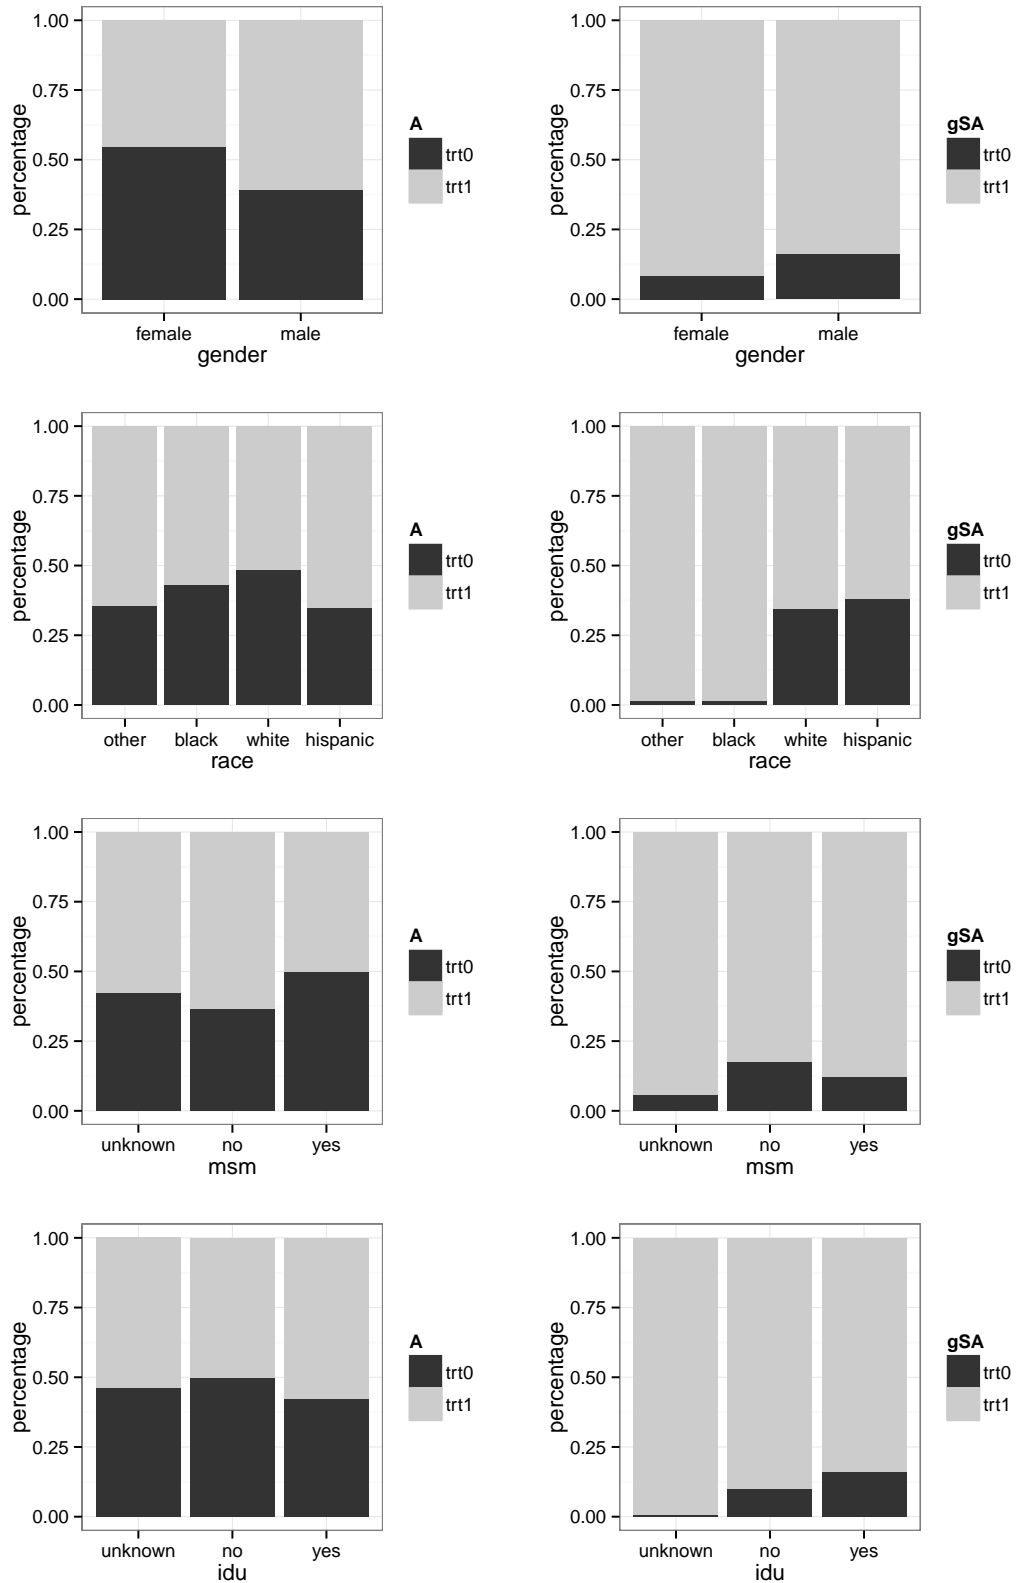 1.00
0.75
0.50
0.25
0.00
percentage
female male
gender
A
trt0
trt1
1.00
0.75
0.50
0.25
0.00
percentage
female male
gender
gSA
trt0
trt1
1.00
0.75
0.50
0.25
0.00
percentage
other black white hispanic
race
A
trt0
trt1
1.00
0.75
0.50
0.25
0.00
percentage
other black white hispanic
race
gSA
trt0
trt1
1.00
0.75
0.50
0.25
0.00
percentage
unknown no yes
msm
A
trt0
trt1
1.00
0.75
0.50
0.25
0.00
percentage
unknown no yes
msm
gSA
trt0
trt1
1.00
0.75
0.50
0.25
0.00
percentage
unknown no yes
idu
A
trt0
trt1
1.00
0.75
0.50
0.25
0.00
percentage
unknown no yes
idu
gSA
trt0
trt1